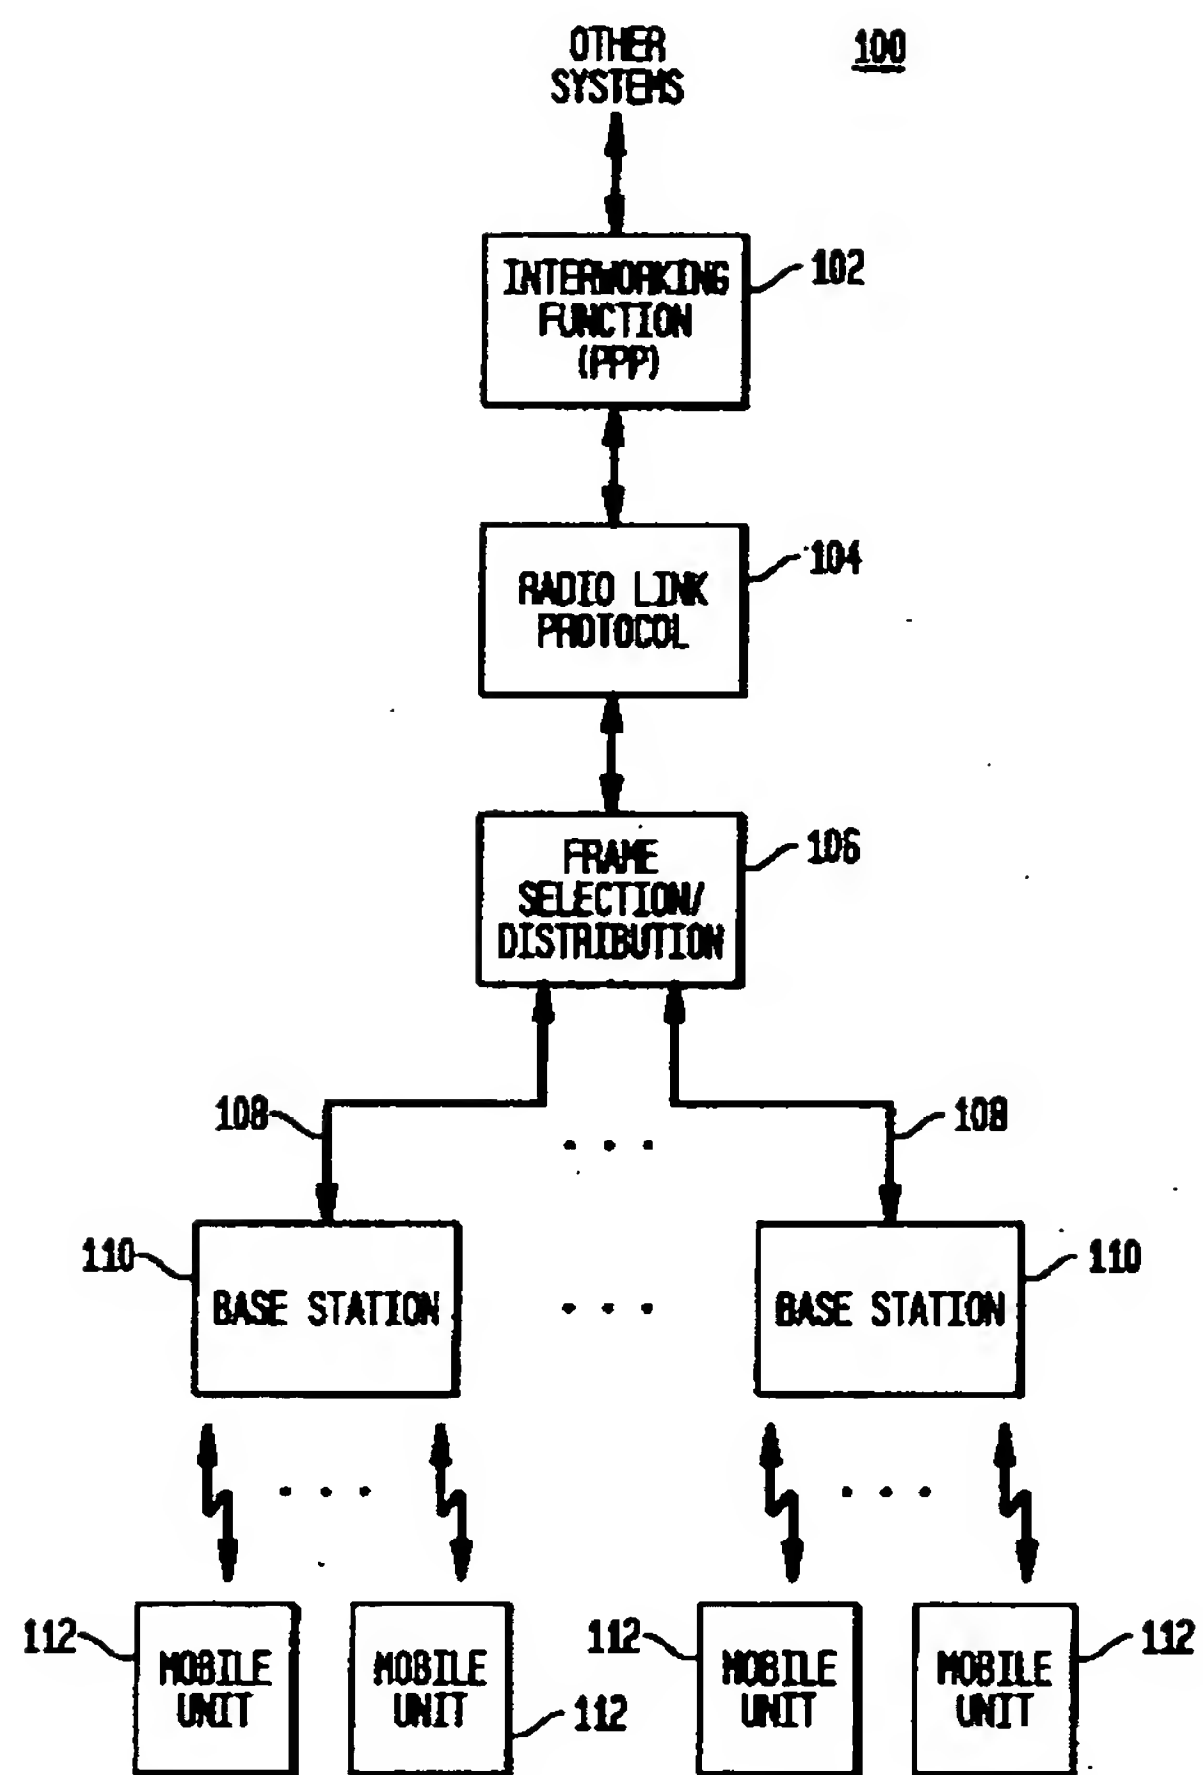 OTHER
SYSTEMS
100
INTERWORKING
FUNCTION
(PPP)
102
RADIO LINK
PROTOCOL
104
FRAME
SELECTION/
DISTRIBUTION
106
108
108
110
BASE STATION
BASE STATION
110
112
MOBILE
UNIT
MOBILE
UNIT
112
112
MOBILE
UNIT
MOBILE
UNIT
112